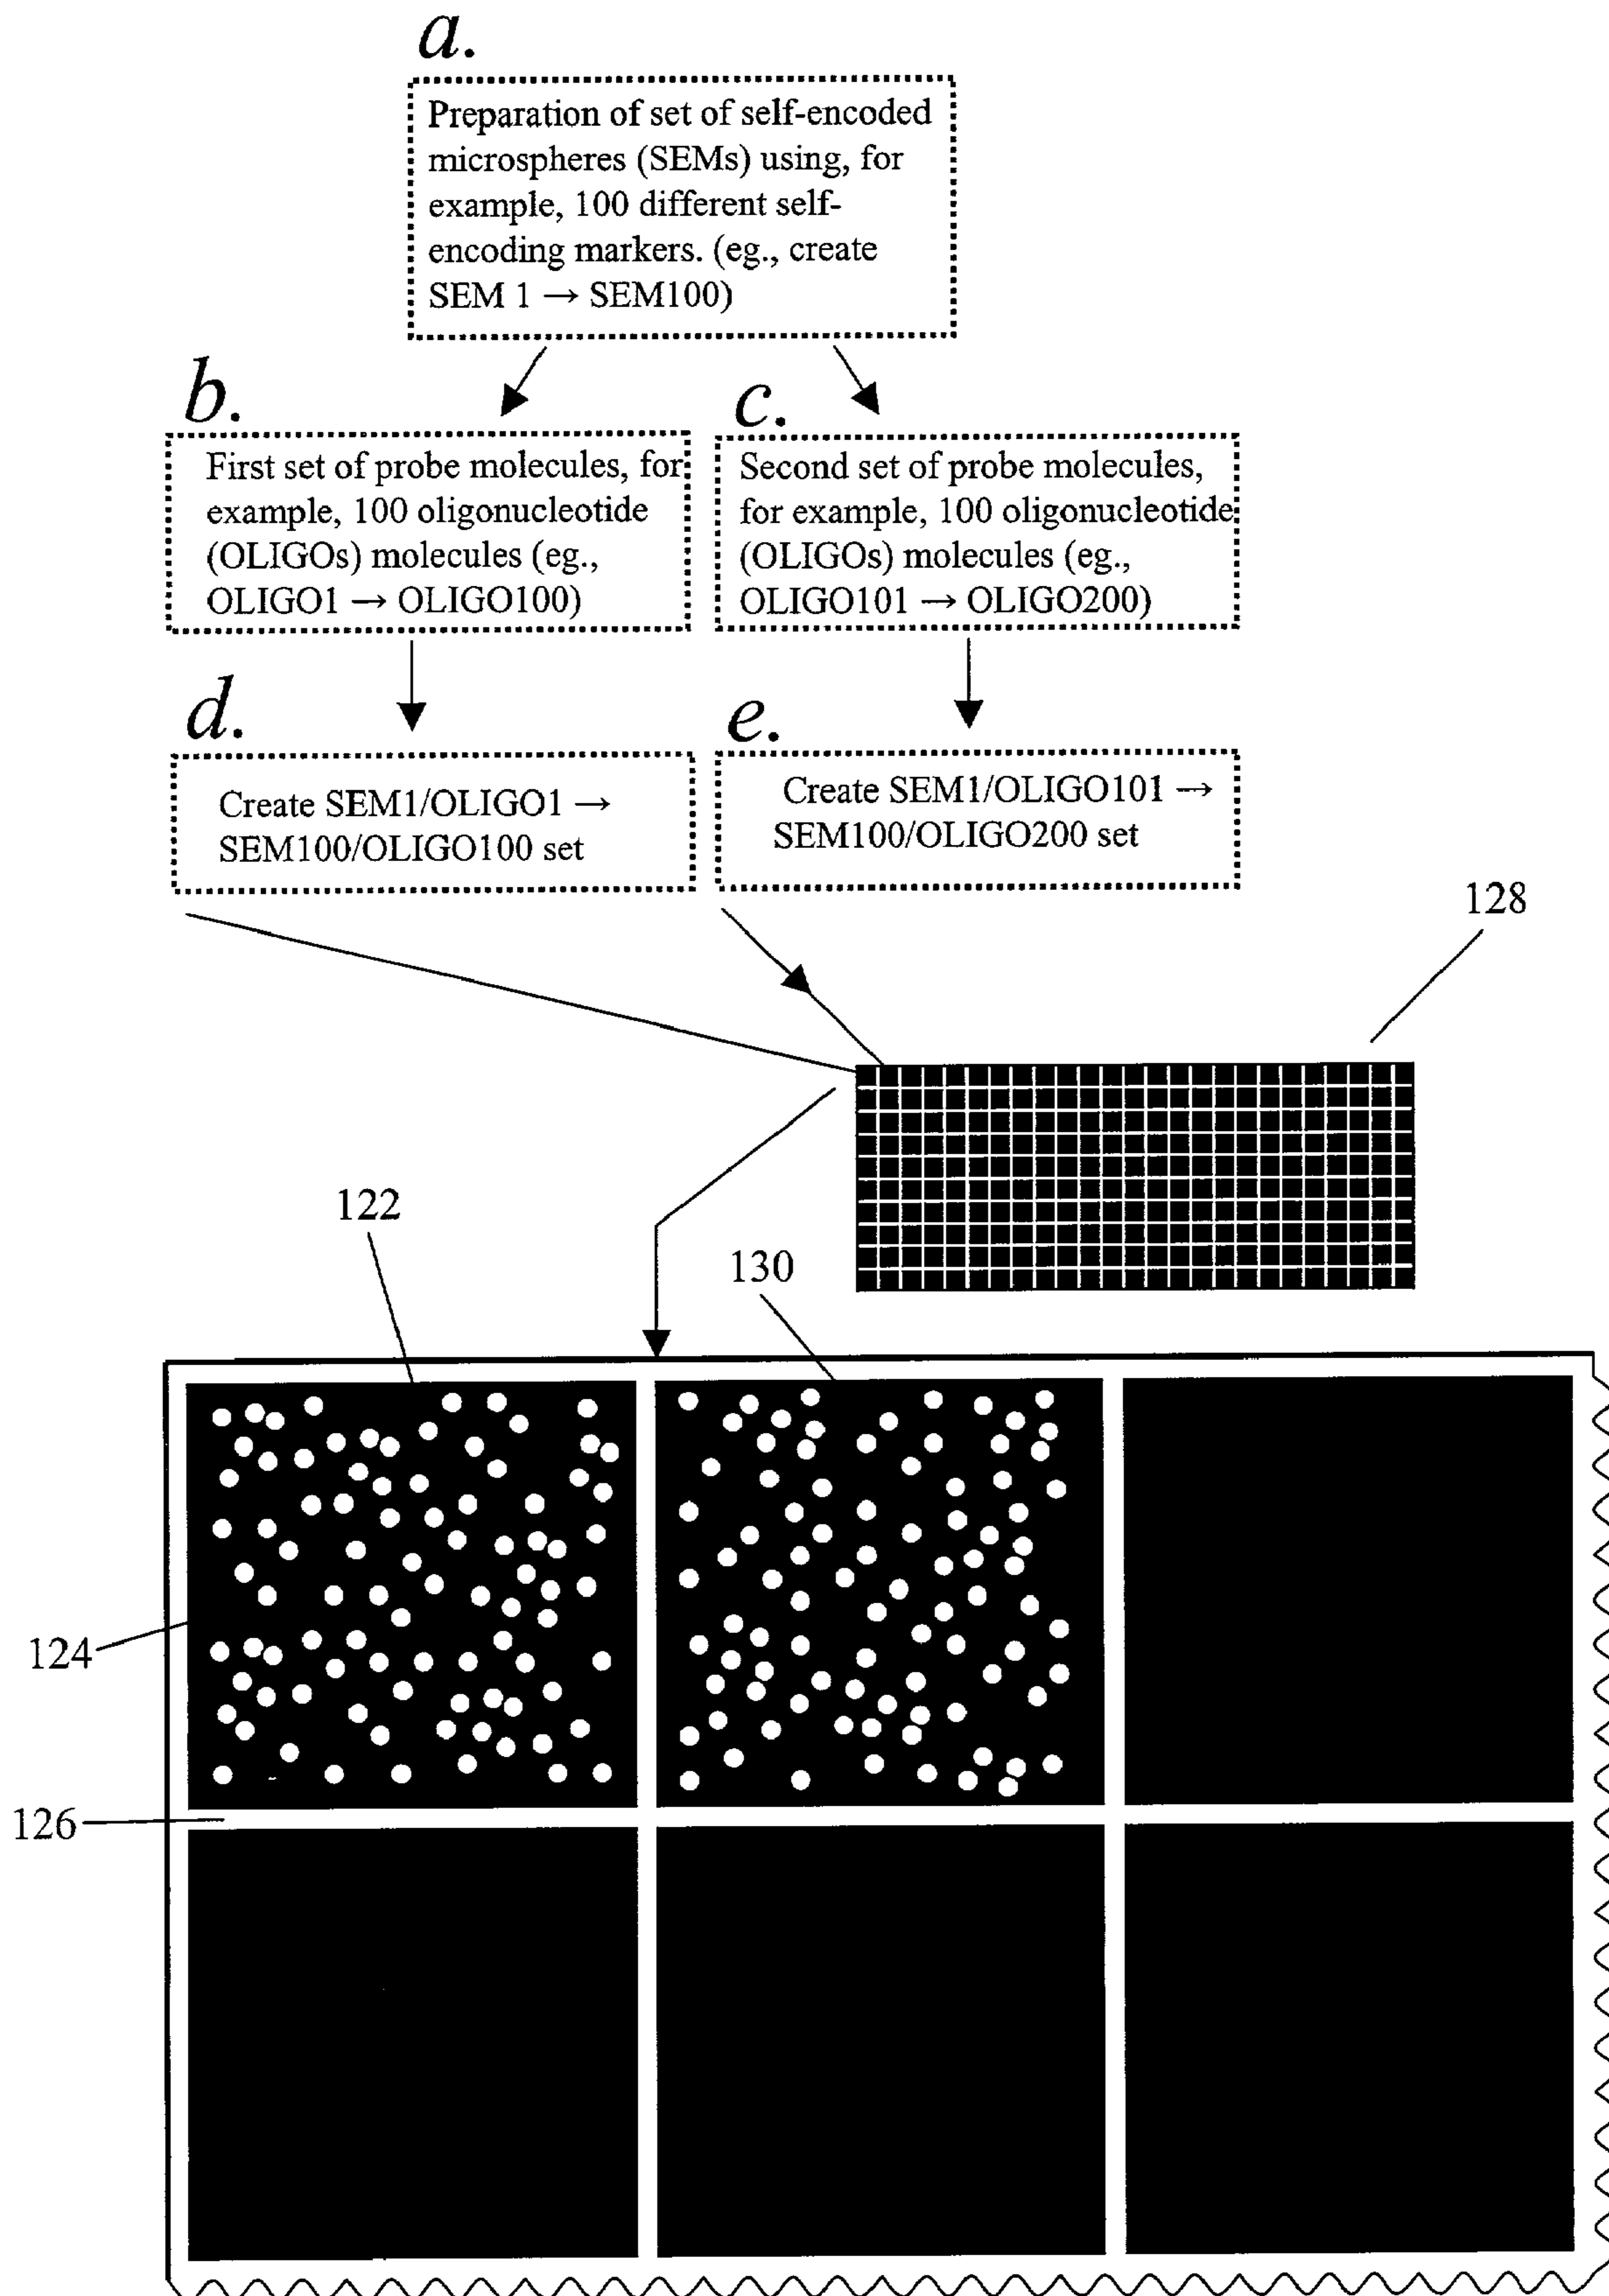 a.
Preparation of set of self-encoded
microspheres (SEMs) using, for
example, 100 different self-
encoding markers. (eg., create
SEM 1 → SEM100)
b.
First set of probe molecules, for
example, 100 oligonucleotide
(OLIGOs) molecules (eg.,
OLIGO1 → OLIGO100)
c.
Second set of probe molecules,
for example, 100 oligonucleotide
(OLIGOs) molecules (eg.,
OLIGO101 → OLIGO200)
d.
Create SEM1/OLIGO1 →
SEM100/OLIGO100 set
e.
Create SEM1/OLIGO101 →
SEM100/OLIGO200 set
128
122
130
124
126